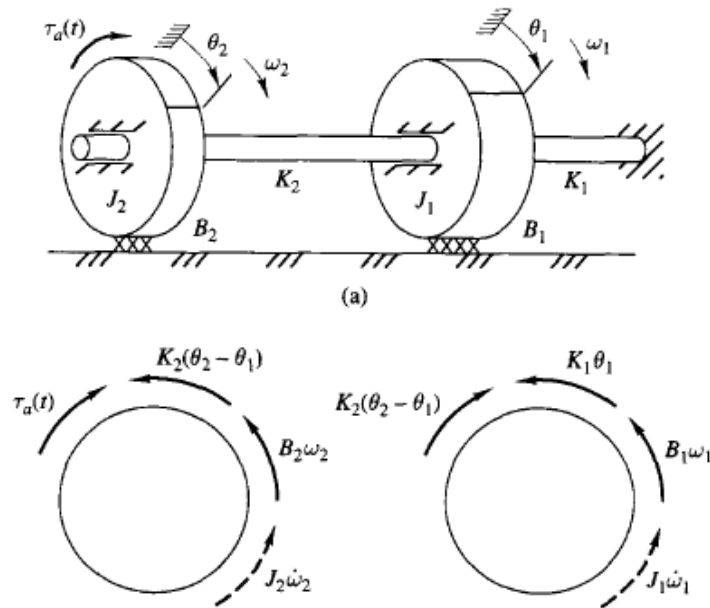 τₐ(t) θ₂ ω₂ θ₁ ω₁
J₂ B₂ K₂ J₁ B₁ K₁
(a)
K₂(θ₂ − θ₁) K₁θ₁
τₐ(t) K₂(θ₂ − θ₁)
B₂ω₂ B₁ω₁
J₂ω̇₂ J₁ω̇₁